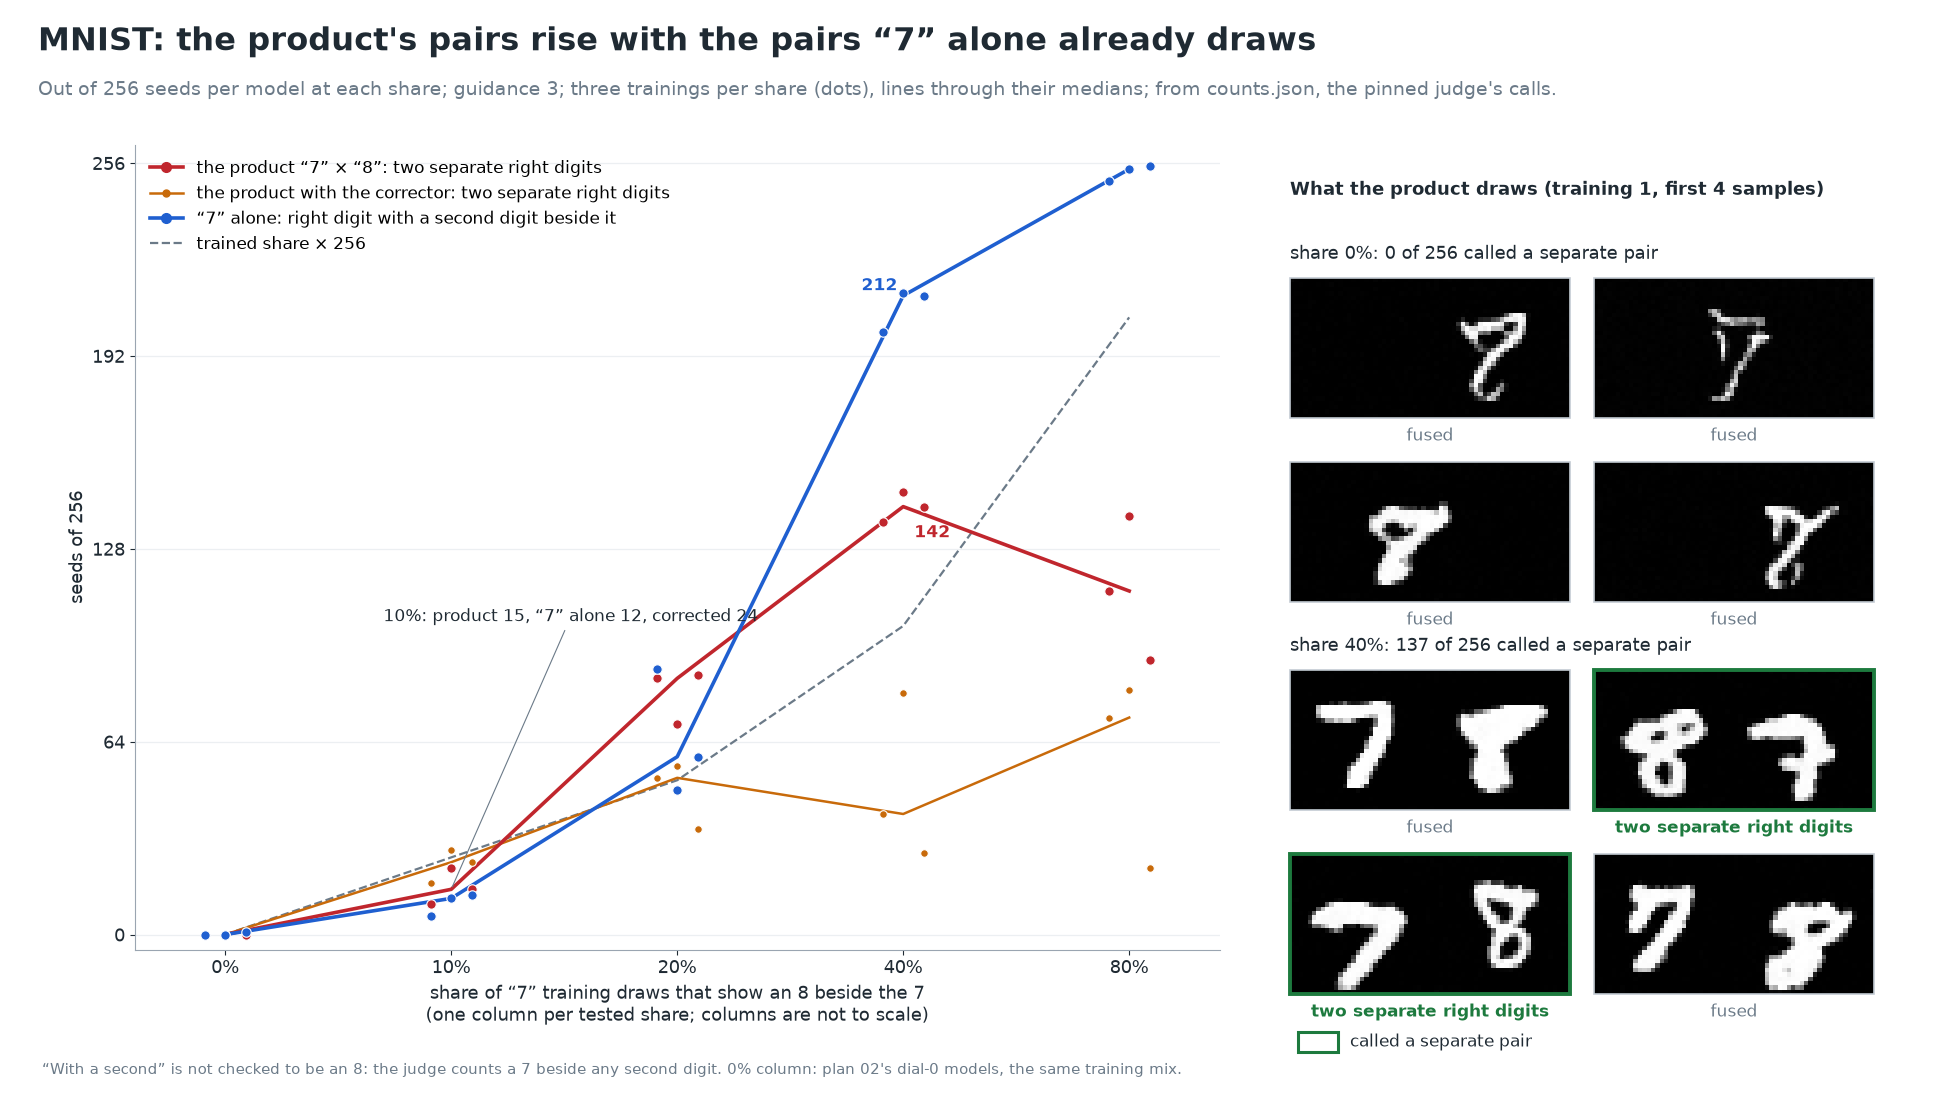 MNIST: the product's pairs rise with the pairs “7” alone already draws
Out of 256 seeds per model at each share; guidance 3; three trainings per share (dots), lines through their medians; from counts.json, the pinned judge's calls.
the product “7” × “8”: two separate right digits
the product with the corrector: two separate right digits
“7” alone: right digit with a second digit beside it
trained share × 256
256
192
128
64
0
seeds of 256
212
142
10%: product 15, “7” alone 12, corrected 24
0%
10%
20%
40%
80%
share of “7” training draws that show an 8 beside the 7
(one column per tested share; columns are not to scale)
What the product draws (training 1, first 4 samples)
share 0%: 0 of 256 called a separate pair
fused
fused
fused
fused
share 40%: 137 of 256 called a separate pair
7 8
8 7
fused
two separate right digits
7 8
7 8
two separate right digits
fused
called a separate pair
“With a second” is not checked to be an 8: the judge counts a 7 beside any second digit. 0% column: plan 02's dial-0 models, the same training mix.